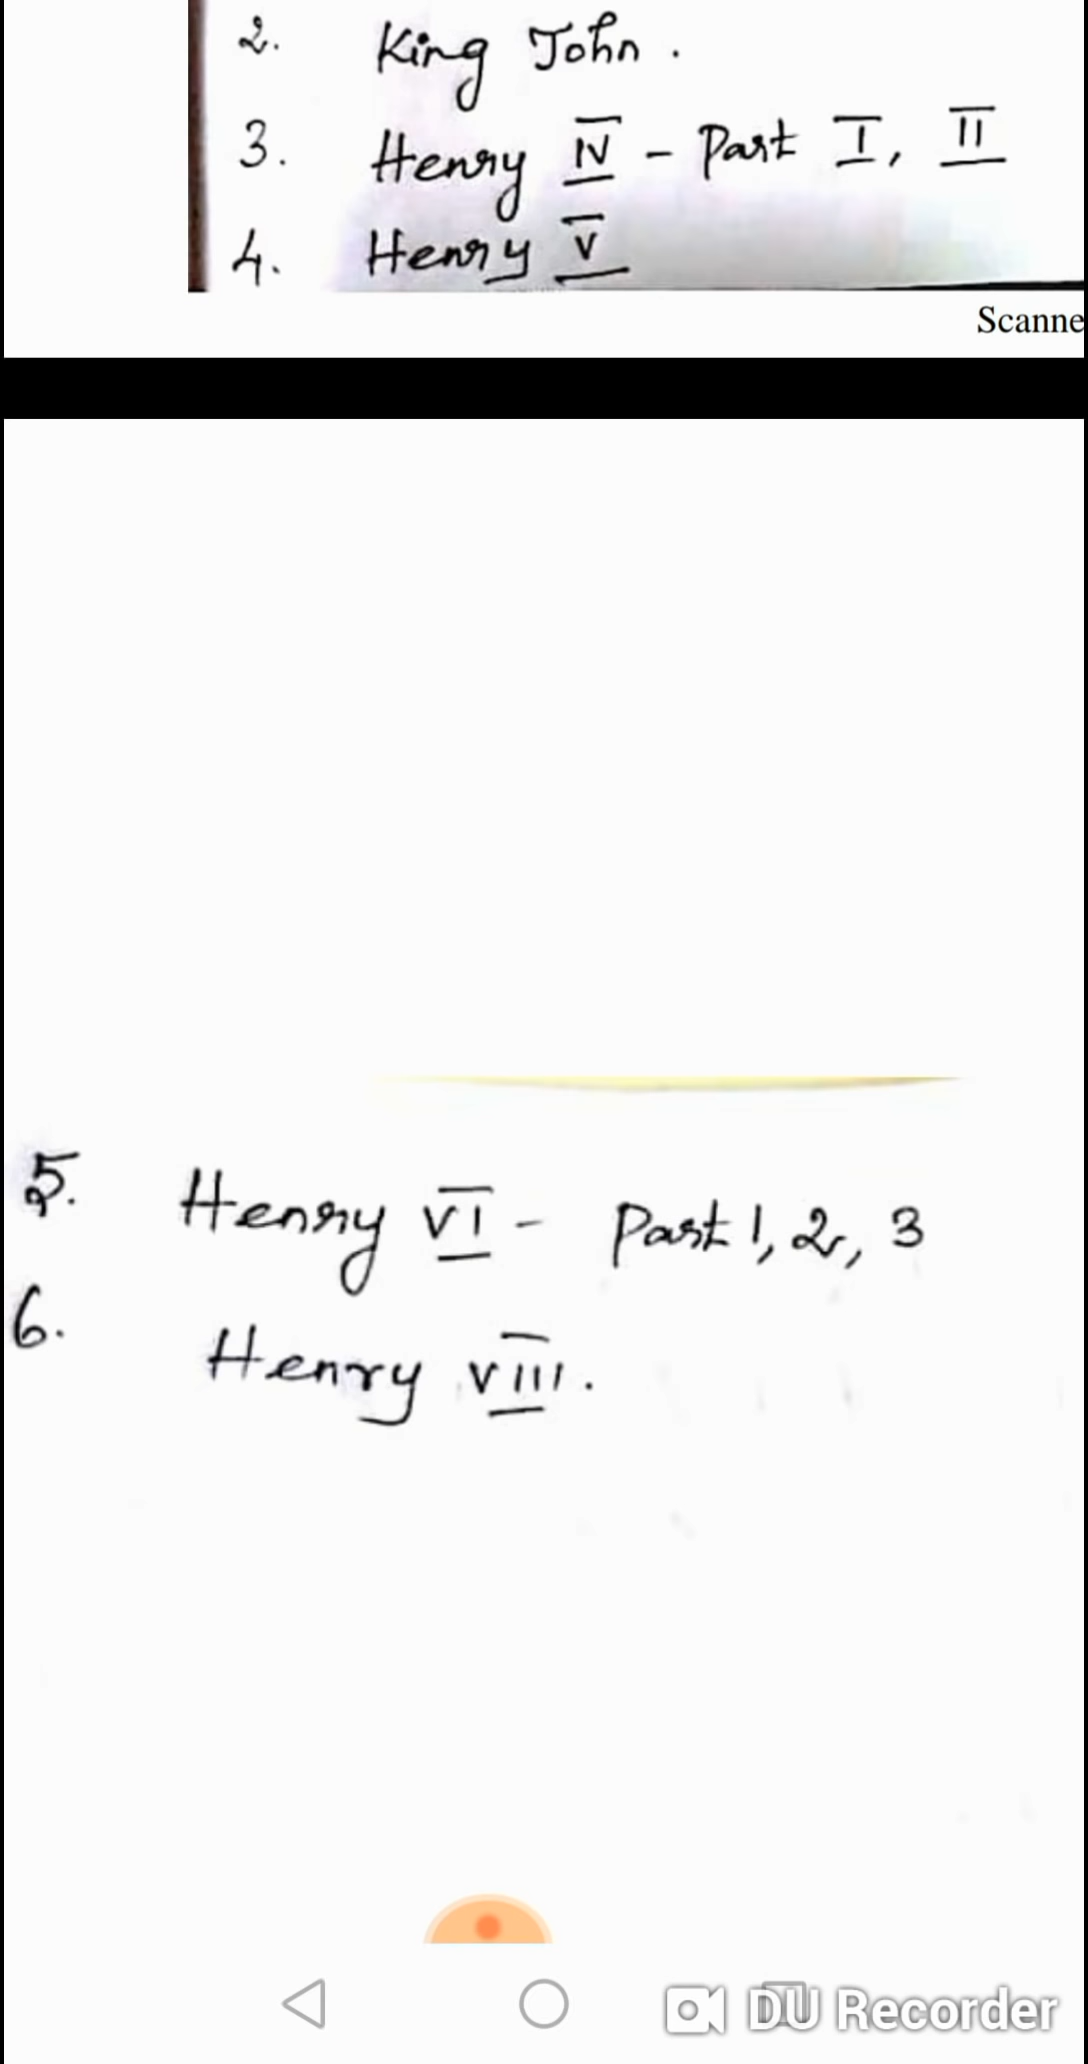 2. King John.
3. Henry IV - Part I, II
4. Henry V
Scanne
5. Henry VI - Part 1, 2, 3
6. Henry VIII.
DU Recorder